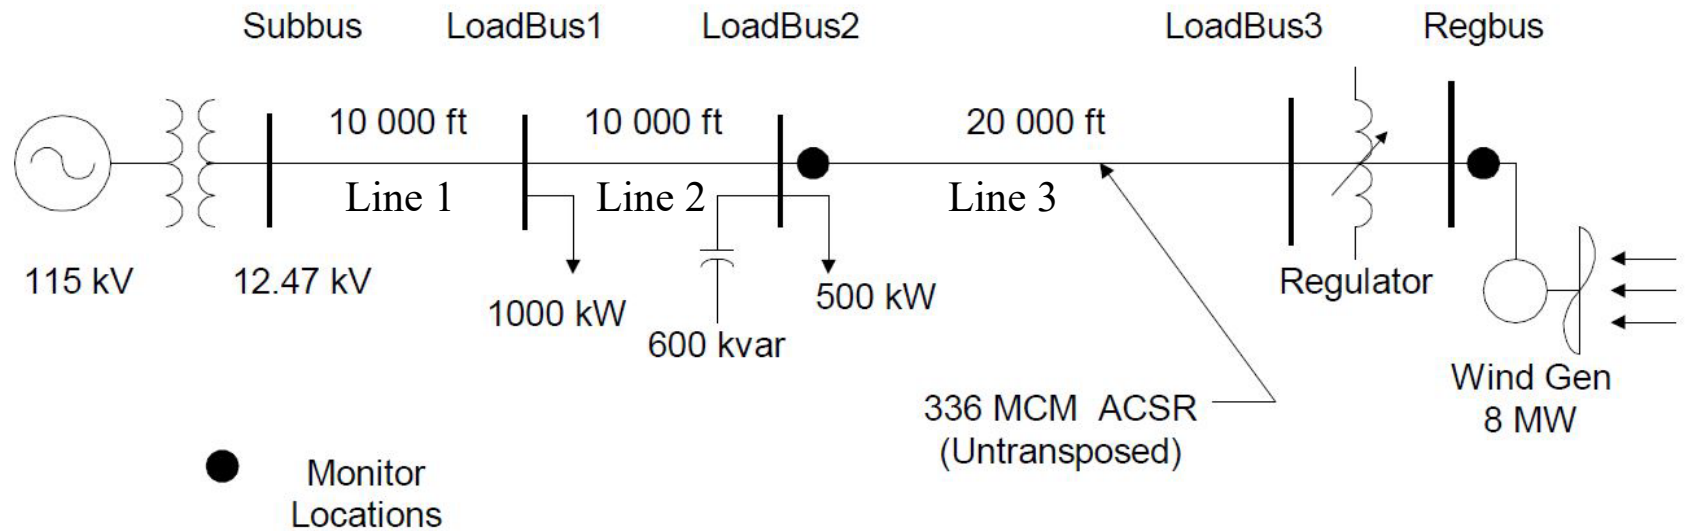 Subbus LoadBus1 LoadBus2 LoadBus3 Regbus
10 000 ft 10 000 ft 20 000 ft
Line 1 Line 2 Line 3
115 kV 12.47 kV 1000 kW 600 kvar 500 kW Regulator
336 MCM ACSR
(Untransposed)
Wind Gen
8 MW
Monitor
Locations